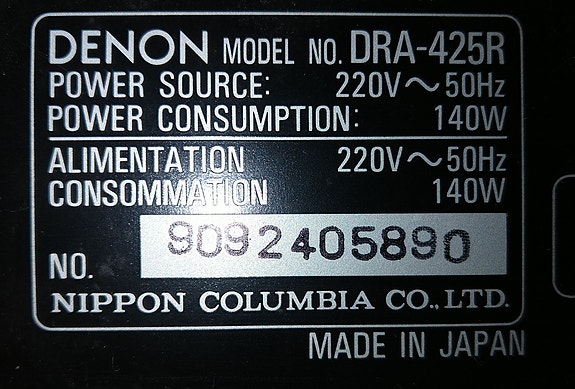 DENON MODEL NO. DRA-425R
POWER SOURCE: 220V～50Hz
POWER CONSUMPTION: 140W
ALIMENTATION 220V～50Hz
CONSOMMATION 140W
NO. 9092405890
NIPPON COLUMBIA CO.,LTD.
MADE IN JAPAN